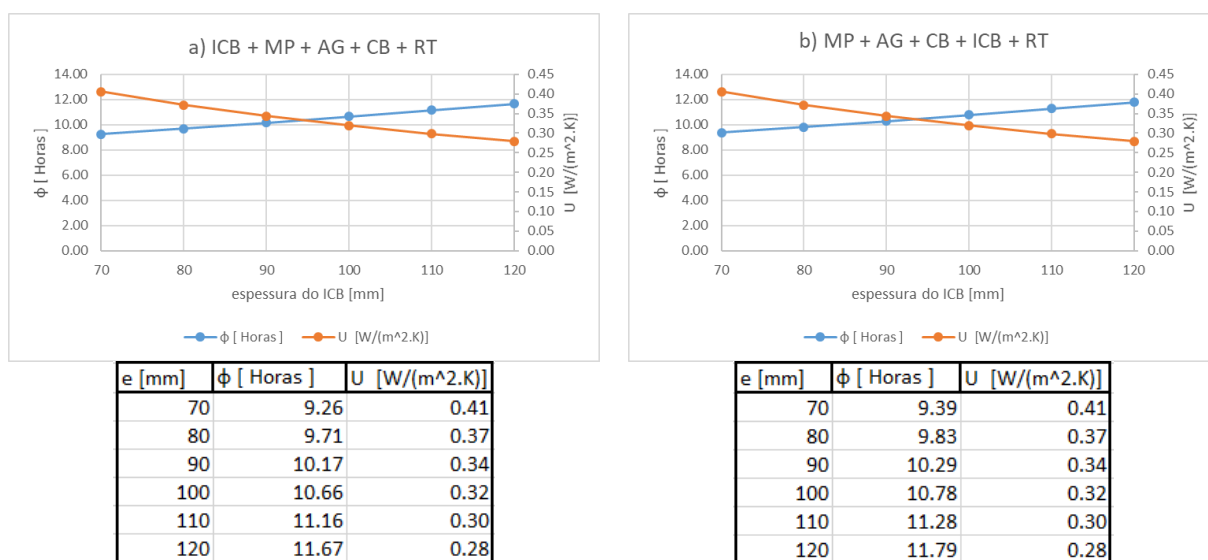 a) ICB + MP + AG + CB + RT
14.00
12.00
10.00
8.00
6.00
4.00
2.00
0.00
ϕ [ Horas ]
0.45
0.40
0.35
0.30
0.25
0.20
0.15
0.10
0.05
0.00
U [W/(m^2.K)]
70 80 90 100 110 120
espessura do ICB [mm]
ϕ [ Horas ] U [W/(m^2.K)]
e [mm] ϕ [ Horas ] U [W/(m^2.K)]
70 9.26 0.41
80 9.71 0.37
90 10.17 0.34
100 10.66 0.32
110 11.16 0.30
120 11.67 0.28
b) MP + AG + CB + ICB + RT
14.00
12.00
10.00
8.00
6.00
4.00
2.00
0.00
ϕ [ Horas ]
0.45
0.40
0.35
0.30
0.25
0.20
0.15
0.10
0.05
0.00
U [W/(m^2.K)]
70 80 90 100 110 120
espessura do ICB [mm]
ϕ [ Horas ] U [W/(m^2.K)]
e [mm] ϕ [ Horas ] U [W/(m^2.K)]
70 9.39 0.41
80 9.83 0.37
90 10.29 0.34
100 10.78 0.32
110 11.28 0.30
120 11.79 0.28